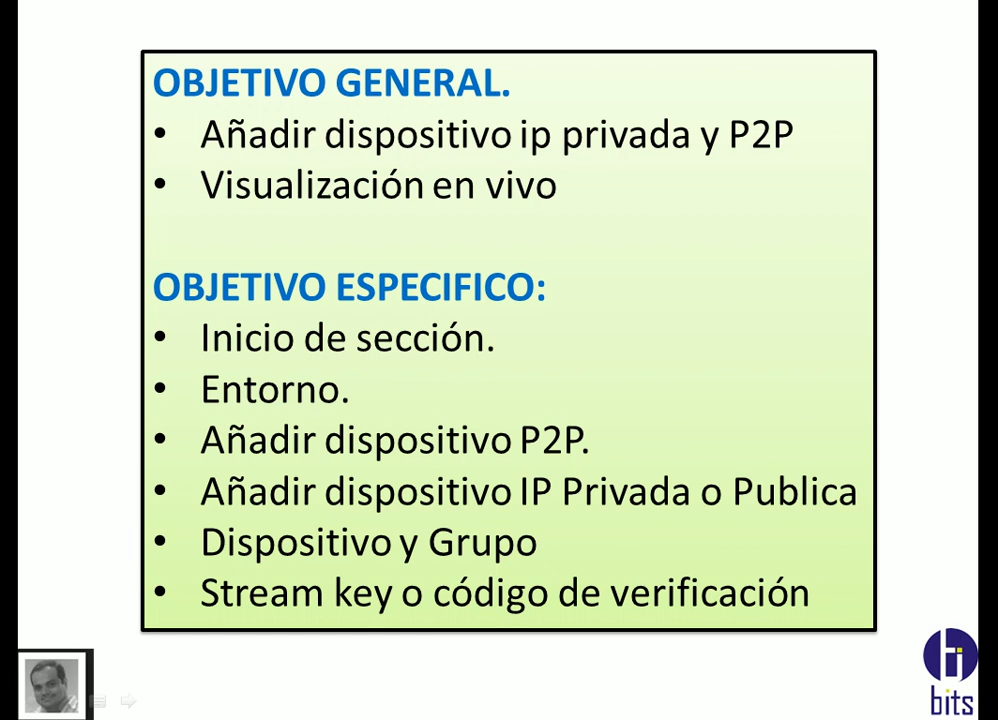 OBJETIVO GENERAL.
• Añadir dispositivo ip privada y P2P
• Visualización en vivo
OBJETIVO ESPECIFICO:
• Inicio de sección.
• Entorno.
• Añadir dispositivo P2P.
• Añadir dispositivo IP Privada o Publica
• Dispositivo y Grupo
• Stream key o código de verificación
bits